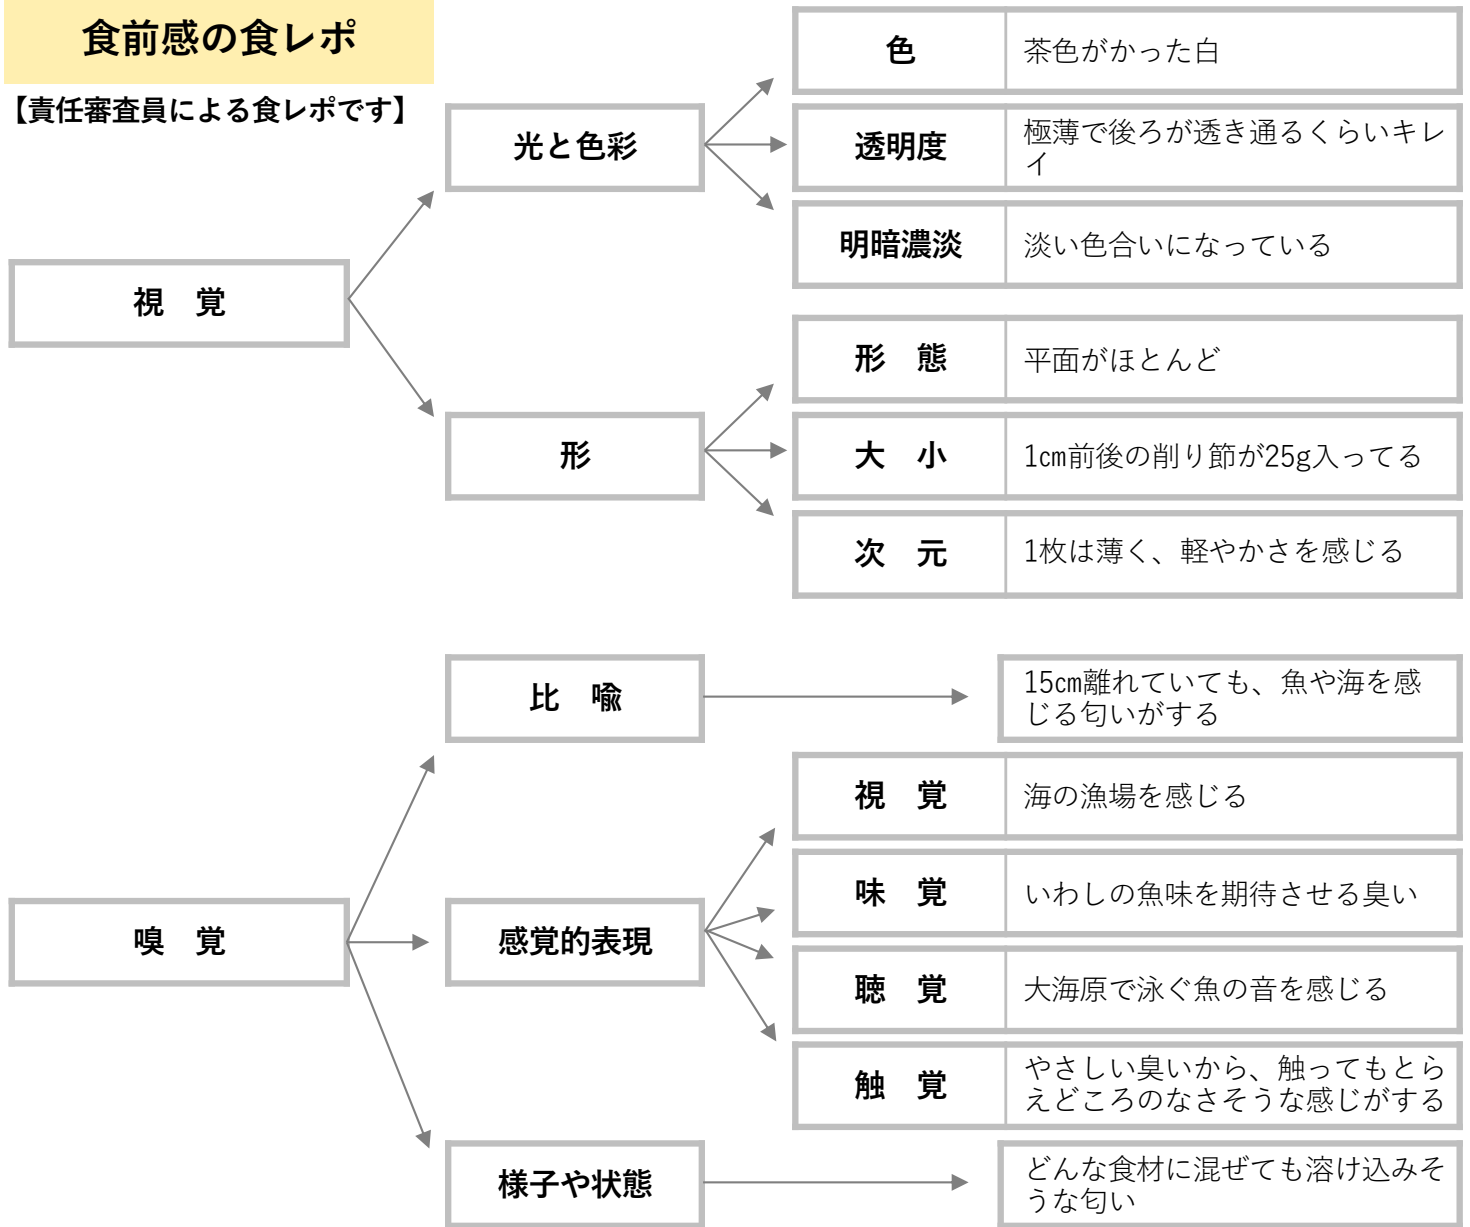 食前感の食レポ
【責任審査員による食レポです】
視　覚
光と色彩
色
茶色がかった白
透明度
極薄で後ろが透き通るくらいキレ
イ
明暗濃淡
淡い色合いになっている
形
形　態
平面がほとんど
大　小
1㎝前後の削り節が25g入ってる
次　元
1枚は薄く、軽やかさを感じる
嗅　覚
比　喩
15㎝離れていても、魚や海を感
じる匂いがする
感覚的表現
視　覚
海の漁場を感じる
味　覚
いわしの魚味を期待させる臭い
聴　覚
大海原で泳ぐ魚の音を感じる
触　覚
やさしい臭いから、触ってもとら
えどころのなさそうな感じがする
様子や状態
どんな食材に混ぜても溶け込みそ
うな匂い